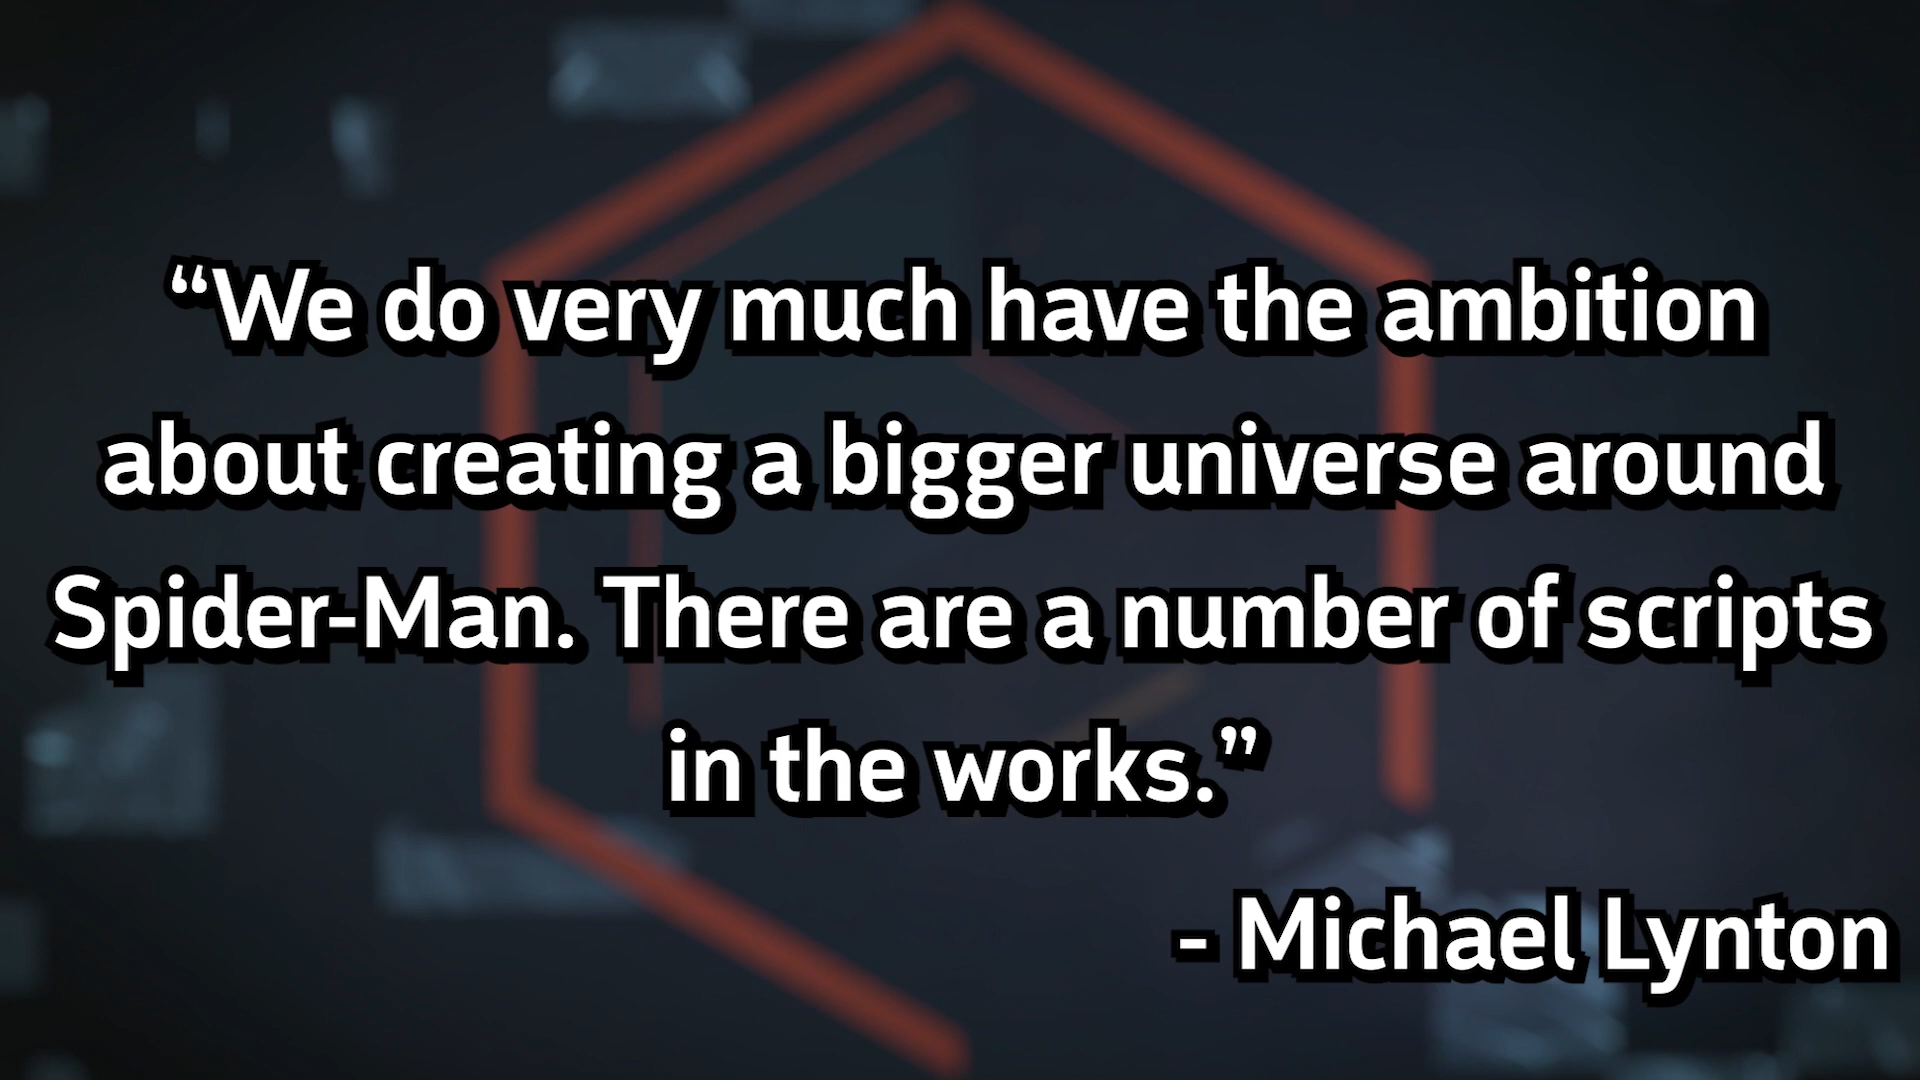 “We do very much have the ambition
about creating a bigger universe around
Spider-Man. There are a number of scripts
in the works.”
- Michael Lynton